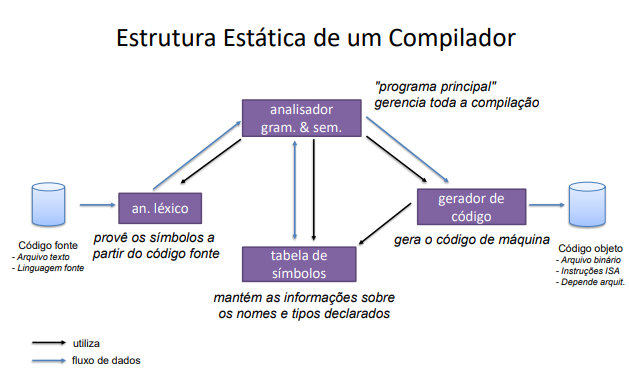 Estrutura Estática de um Compilador
"programa principal"
gerencia toda a compilação
analisador
gram. & sem.
an. léxico
provê os símbolos a
partir do código fonte
gerador de
código
gera o código de máquina
Código fonte
- Arquivo texto
- Linguagem fonte
tabela de
símbolos
mantém as informações sobre
os nomes e tipos declarados
Código objeto
- Arquivo binário
- Instruções ISA
- Depende arquit.
utiliza
fluxo de dados